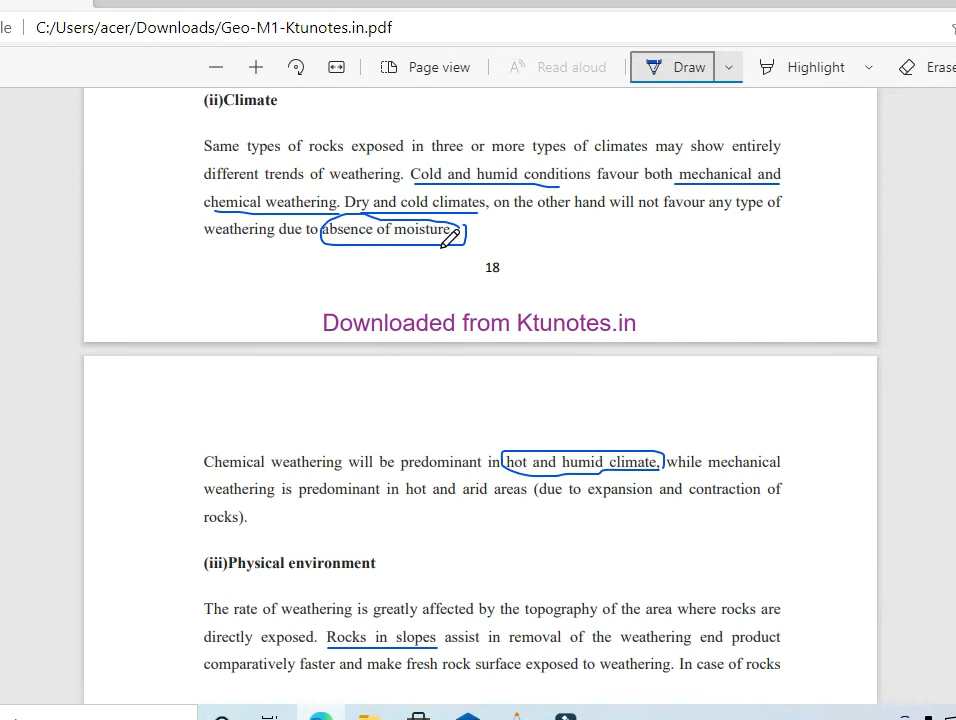 le
C:/Users/acer/Downloads/Geo-M1-Ktunotes.in.pdf
Page view
Read aloud
Draw
Highlight
Eras
(ii)Climate
Same types of rocks exposed in three or more types of climates may show entirely
different trends of weathering. Cold and humid conditions favour both mechanical and
chemical weathering. Dry and cold climates, on the other hand will not favour any type of
weathering due to absence of moisture.
18
Downloaded from Ktunotes.in
Chemical weathering will be predominant in hot and humid climate, while mechanical
weathering is predominant in hot and arid areas (due to expansion and contraction of
rocks).
(iii)Physical environment
The rate of weathering is greatly affected by the topography of the area where rocks are
directly exposed. Rocks in slopes assist in removal of the weathering end product
comparatively faster and make fresh rock surface exposed to weathering. In case of rocks